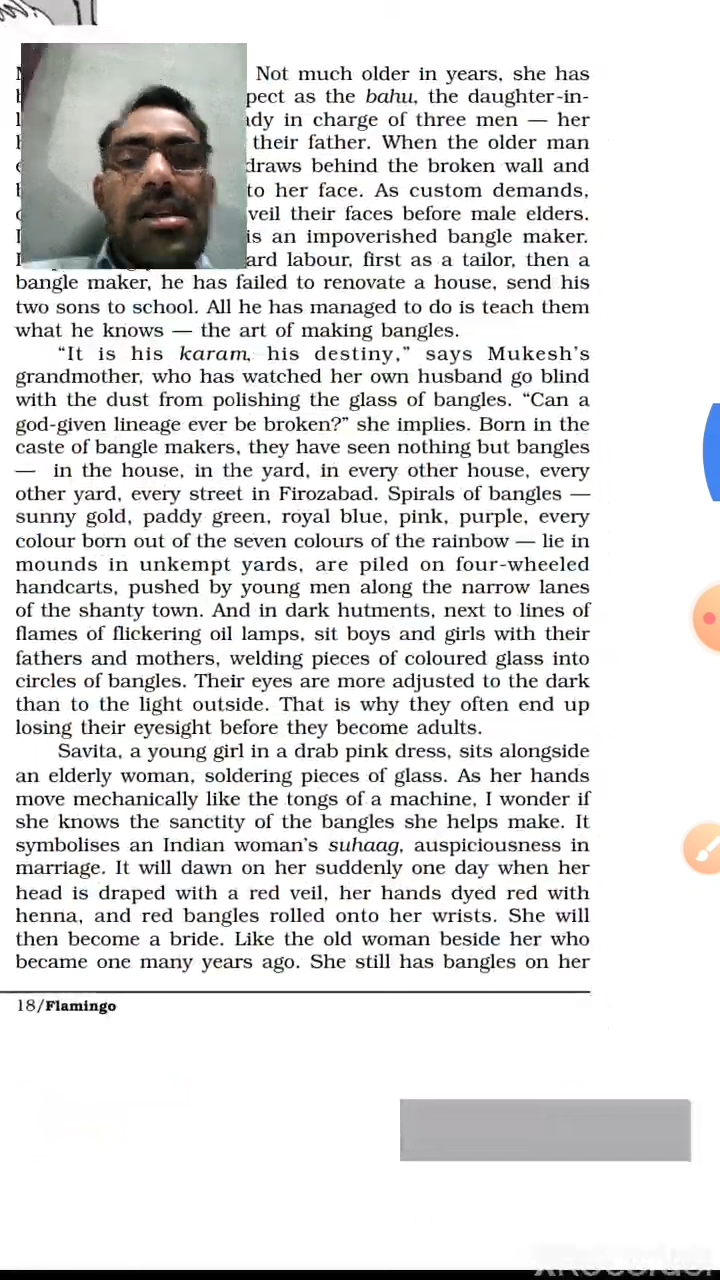 Not much older in years, she has
pect as the bahu, the daughter-in-
ady in charge of three men — her
their father. When the older man
draws behind the broken wall and
to her face. As custom demands,
veil their faces before male elders.
is an impoverished bangle maker.
ard labour, first as a tailor, then a
bangle maker, he has failed to renovate a house, send his
two sons to school. All he has managed to do is teach them
what he knows — the art of making bangles.
“It is his karam, his destiny,” says Mukesh's
grandmother, who has watched her own husband go blind
with the dust from polishing the glass of bangles. “Can a
god-given lineage ever be broken?” she implies. Born in the
caste of bangle makers, they have seen nothing but bangles
— in the house, in the yard, in every other house, every
other yard, every street in Firozabad. Spirals of bangles —
sunny gold, paddy green, royal blue, pink, purple, every
colour born out of the seven colours of the rainbow — lie in
mounds in unkempt yards, are piled on four-wheeled
handcarts, pushed by young men along the narrow lanes
of the shanty town. And in dark hutments, next to lines of
flames of flickering oil lamps, sit boys and girls with their
fathers and mothers, welding pieces of coloured glass into
circles of bangles. Their eyes are more adjusted to the dark
than to the light outside. That is why they often end up
losing their eyesight before they become adults.
Savita, a young girl in a drab pink dress, sits alongside
an elderly woman, soldering pieces of glass. As her hands
move mechanically like the tongs of a machine, I wonder if
she knows the sanctity of the bangles she helps make. It
symbolises an Indian woman's suhaag, auspiciousness in
marriage. It will dawn on her suddenly one day when her
head is draped with a red veil, her hands dyed red with
henna, and red bangles rolled onto her wrists. She will
then become a bride. Like the old woman beside her who
became one many years ago. She still has bangles on her
18/Flamingo